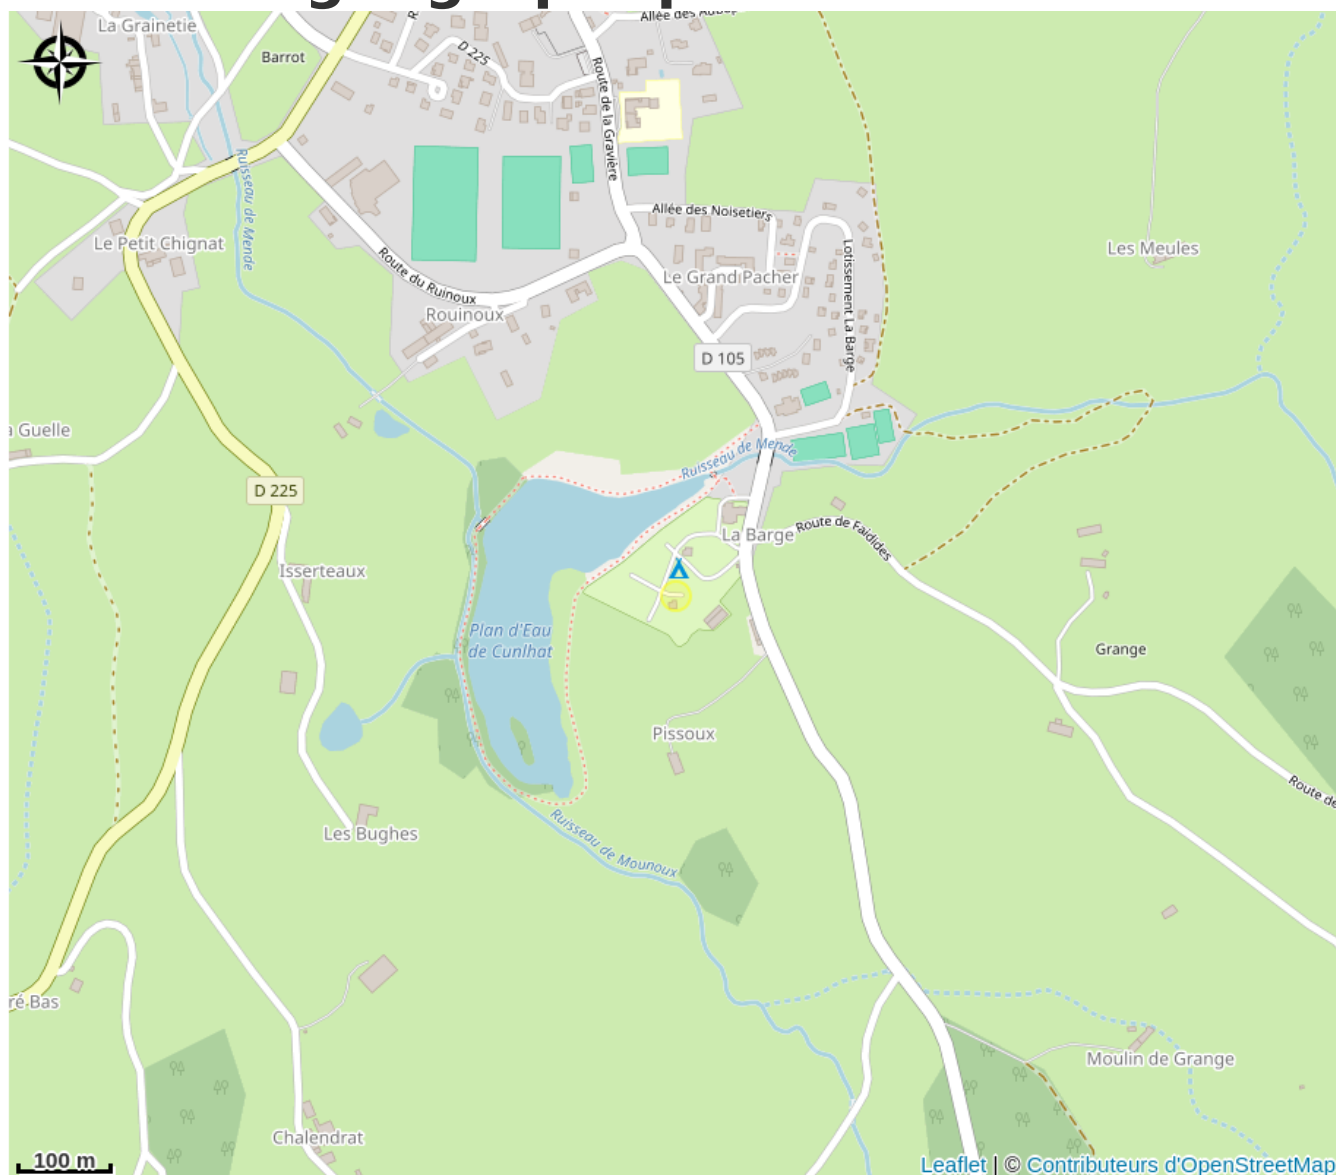 La Grainetie
Allée des
Barrot
D 225
Route de la Gravière
Ruisseau de Mende
Allée des Noisetiers
Le Petit Chignat
Les Meules
Route du Ruinoux
Le Grand Pacher
Lotissement La Barge
Rouinoux
D 105
Guelle
Ruisseau de Mende
D 225
La Barge
Route de Faidides
Isserteaux
Plan d'Eau
de Cunlhat
Grange
Pissoux
Route de
Les Bughes
Ruisseau de Mounoux
ré Bas
Moulin de Grange
Chalendrat
100 m
Leaflet | © Contributeurs d'OpenStreetMap